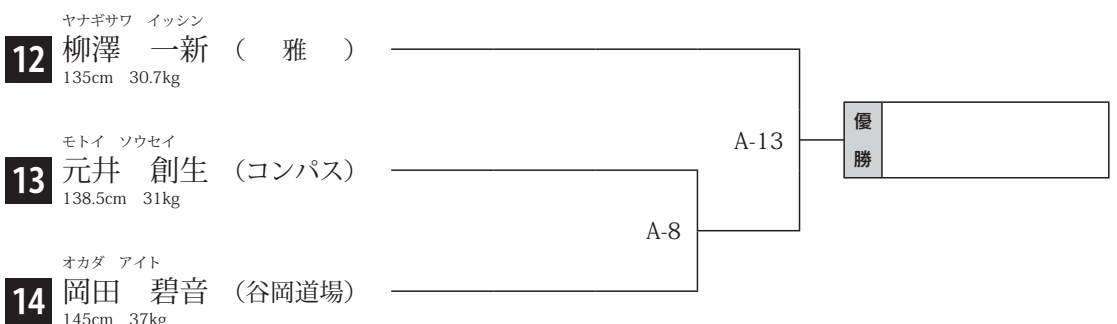 ヤナギサワ イッシン
12 柳澤 一新 ( 雅 )
135cm 30.7kg
モトイ ソウセイ
13 元井 創生 (コンパス)
138.5cm 31kg
オカダ アイト
14 岡田 碧音 (谷岡道場)
145cm 37kg
A-8
A-13
優勝